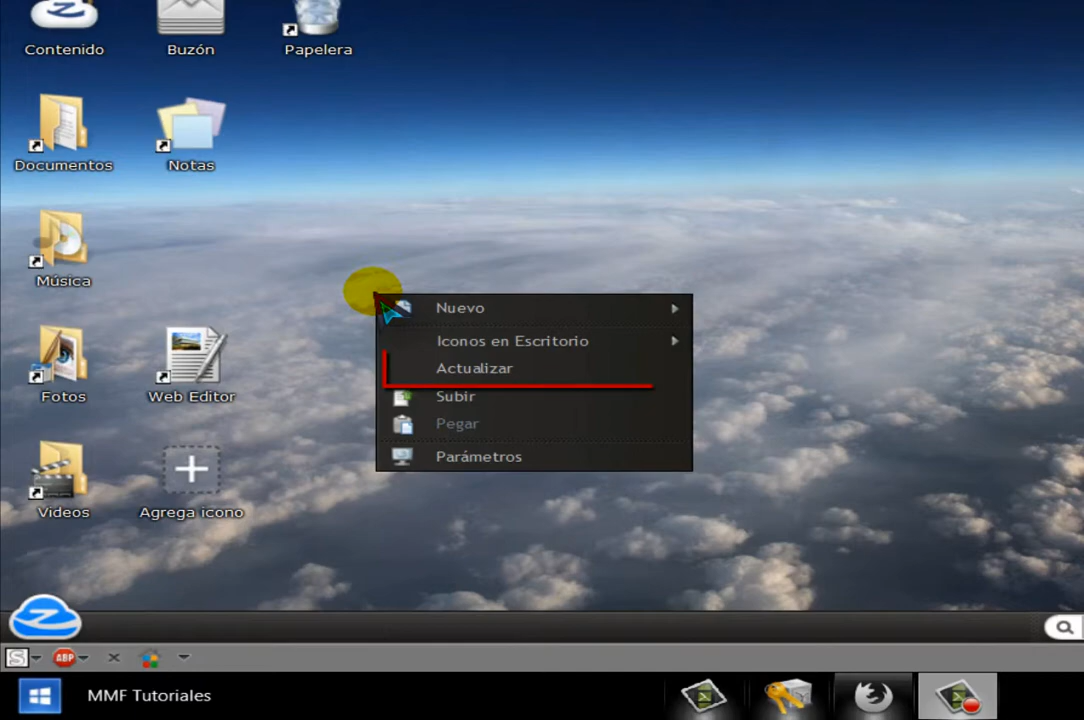 Contenido
Buzón
Papelera
Documentos
Notas
Música
Fotos
Web Editor
Videos
Agrega icono
Nuevo
Iconos en Escritorio
Actualizar
Subir
Pegar
Parámetros
Z
S
ABP
MMF Tutoriales